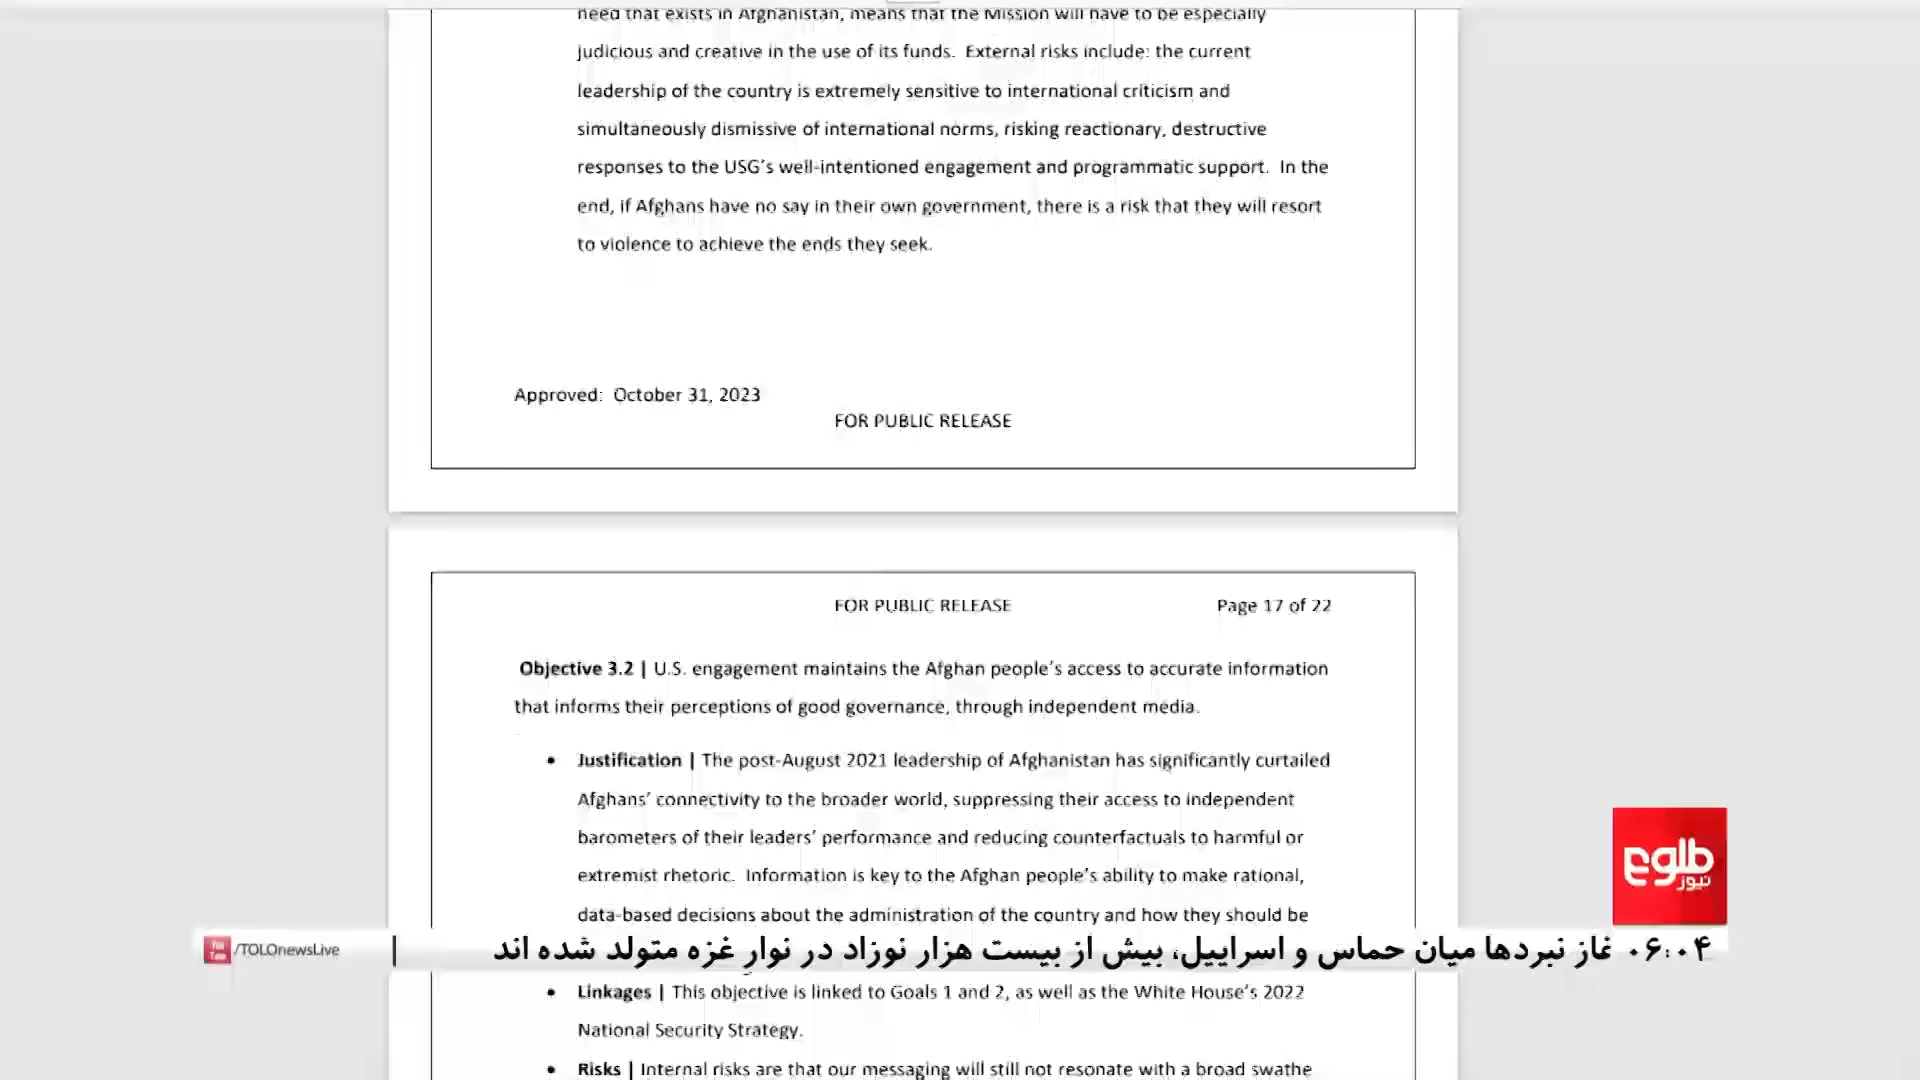 need that exists in Afghanistan, means that the Mission will have to be especially
judicious and creative in the use of its funds. External risks include: the current
leadership of the country is extremely sensitive to international criticism and
simultaneously dismissive of international norms, risking reactionary, destructive
responses to the USG's well-intentioned engagement and programmatic support. In the
end, if Afghans have no say in their own government, there is a risk that they will resort
to violence to achieve the ends they seek.
Approved: October 31, 2023
FOR PUBLIC RELEASE
FOR PUBLIC RELEASE Page 17 of 22
Objective 3.2 | U.S. engagement maintains the Afghan people's access to accurate information
that informs their perceptions of good governance, through independent media.
• Justification | The post-August 2021 leadership of Afghanistan has significantly curtailed
Afghans' connectivity to the broader world, suppressing their access to independent
barometers of their leaders' performance and reducing counterfactuals to harmful or
extremist rhetoric. Information is key to the Afghan people's ability to make rational,
data-based decisions about the administration of the country and how they should be
طلوع
نیوز
/TOLOnewsLive
۰۶:۰۴ غاز نبردها میان حماس و اسراییل، بیش از بیست هزار نوزاد در نوارِ غزه متولد شده اند |
• Linkages | This objective is linked to Goals 1 and 2, as well as the White House's 2022
National Security Strategy.
• Risks | Internal risks are that our messaging will still not resonate with a broad swathe